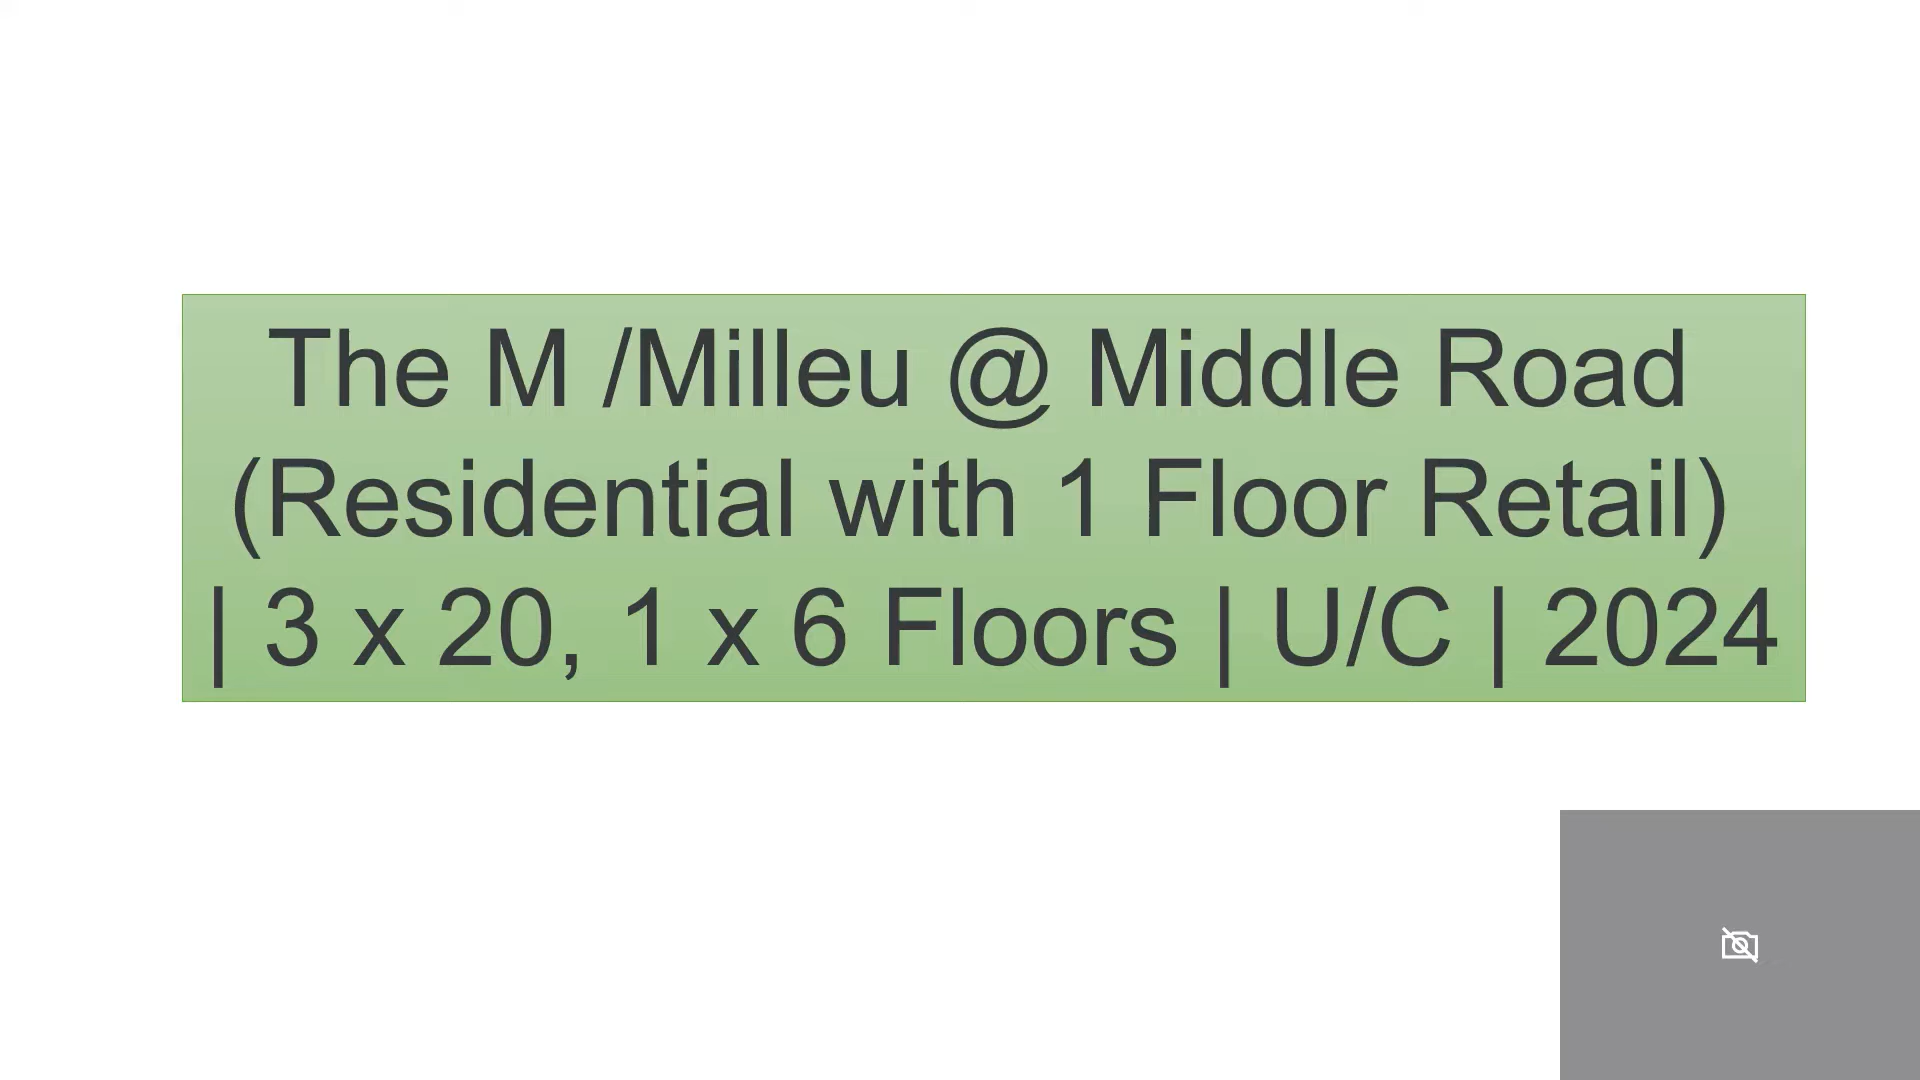 The M /Milleu @ Middle Road
(Residential with 1 Floor Retail)
| 3 x 20, 1 x 6 Floors | U/C | 2024